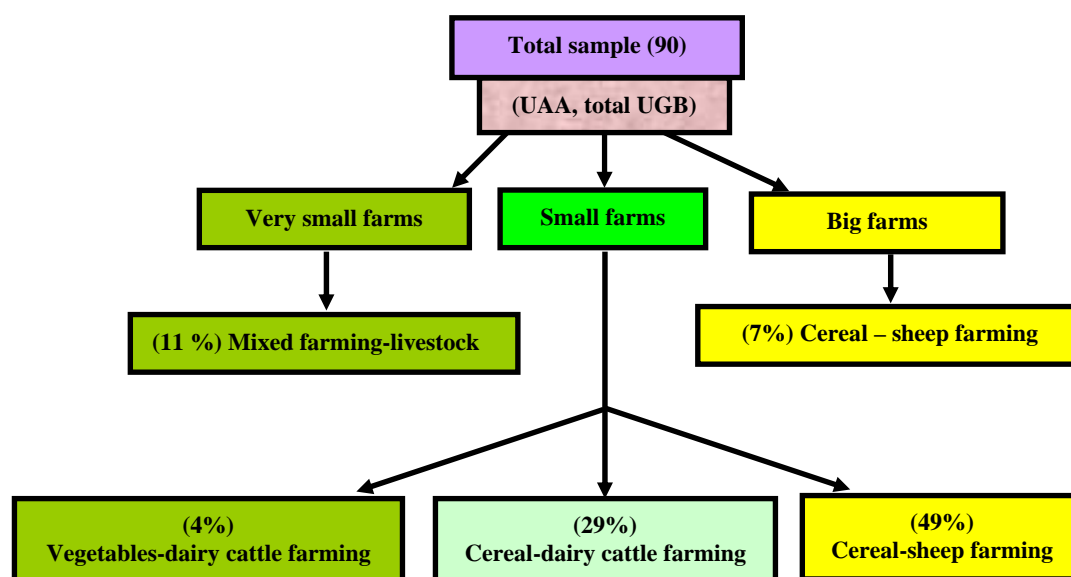 Total sample (90)
(UAA, total UGB)
Very small farms
Small farms
Big farms
(11 %) Mixed farming-livestock
(7%) Cereal – sheep farming
(4%)
Vegetables-dairy cattle farming
(29%)
Cereal-dairy cattle farming
(49%)
Cereal-sheep farming